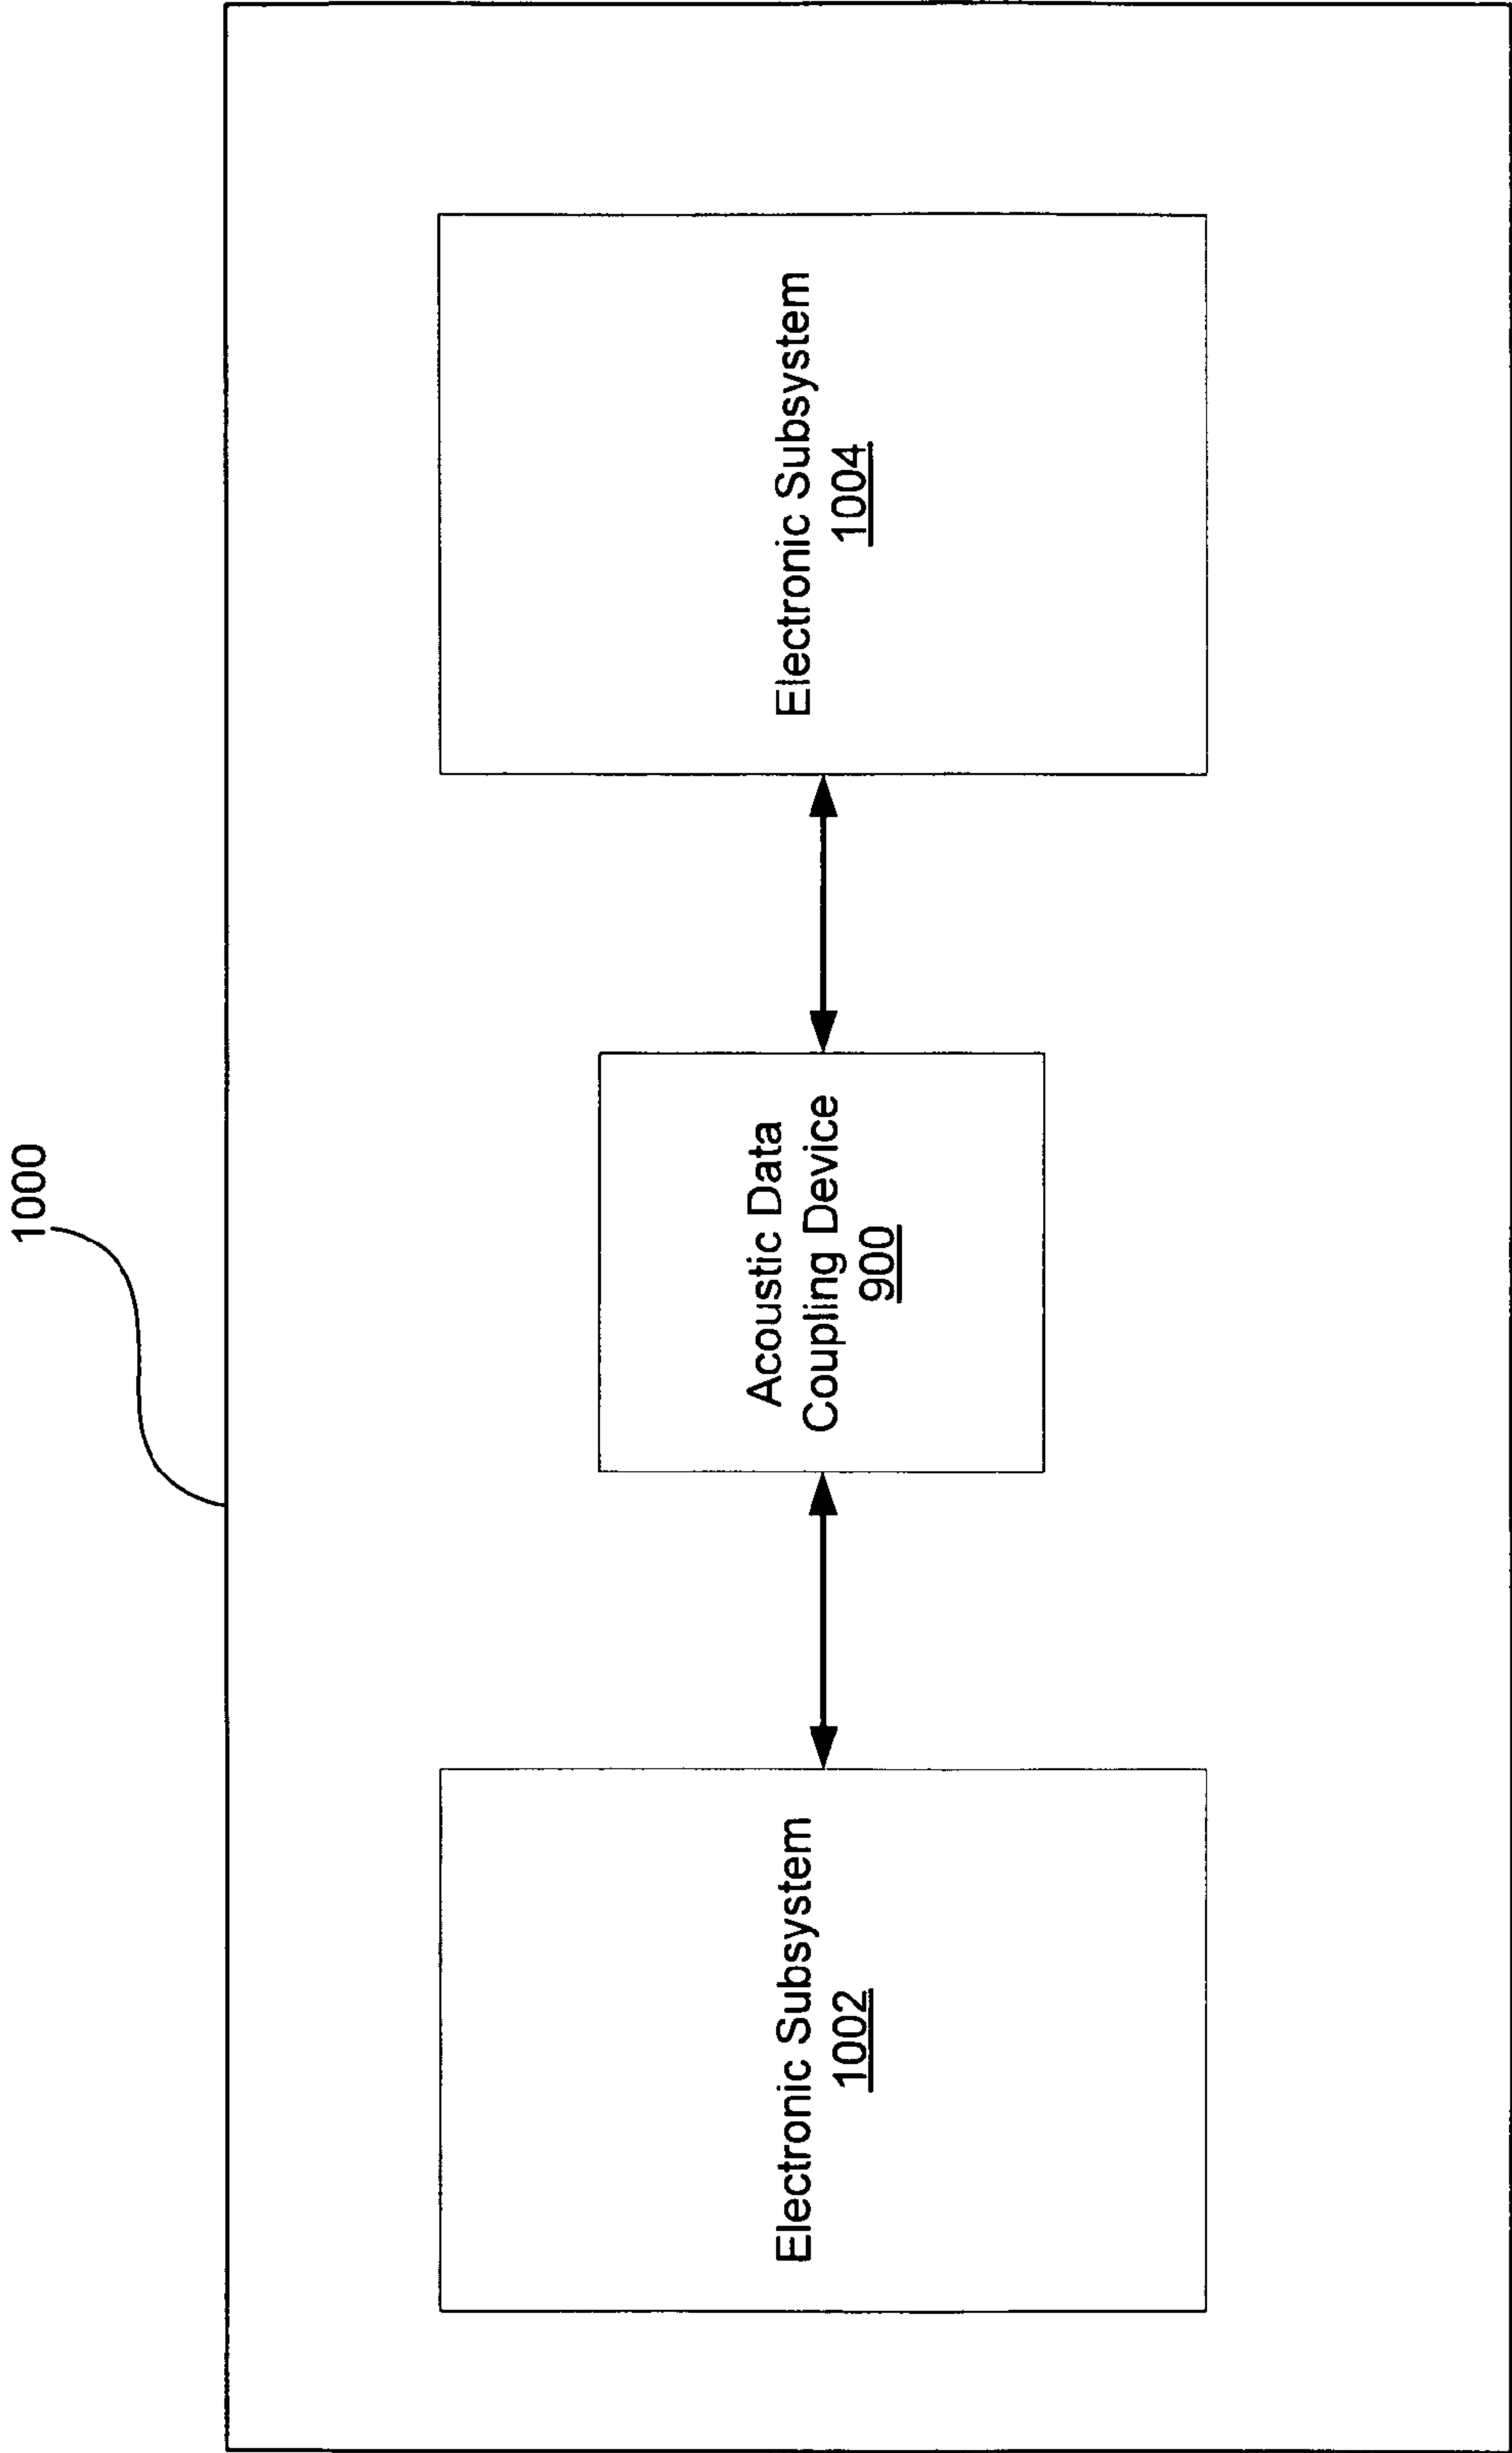 1000
Electronic Subsystem
1002
Acoustic Data
Coupling Device
900
Electronic Subsystem
1004